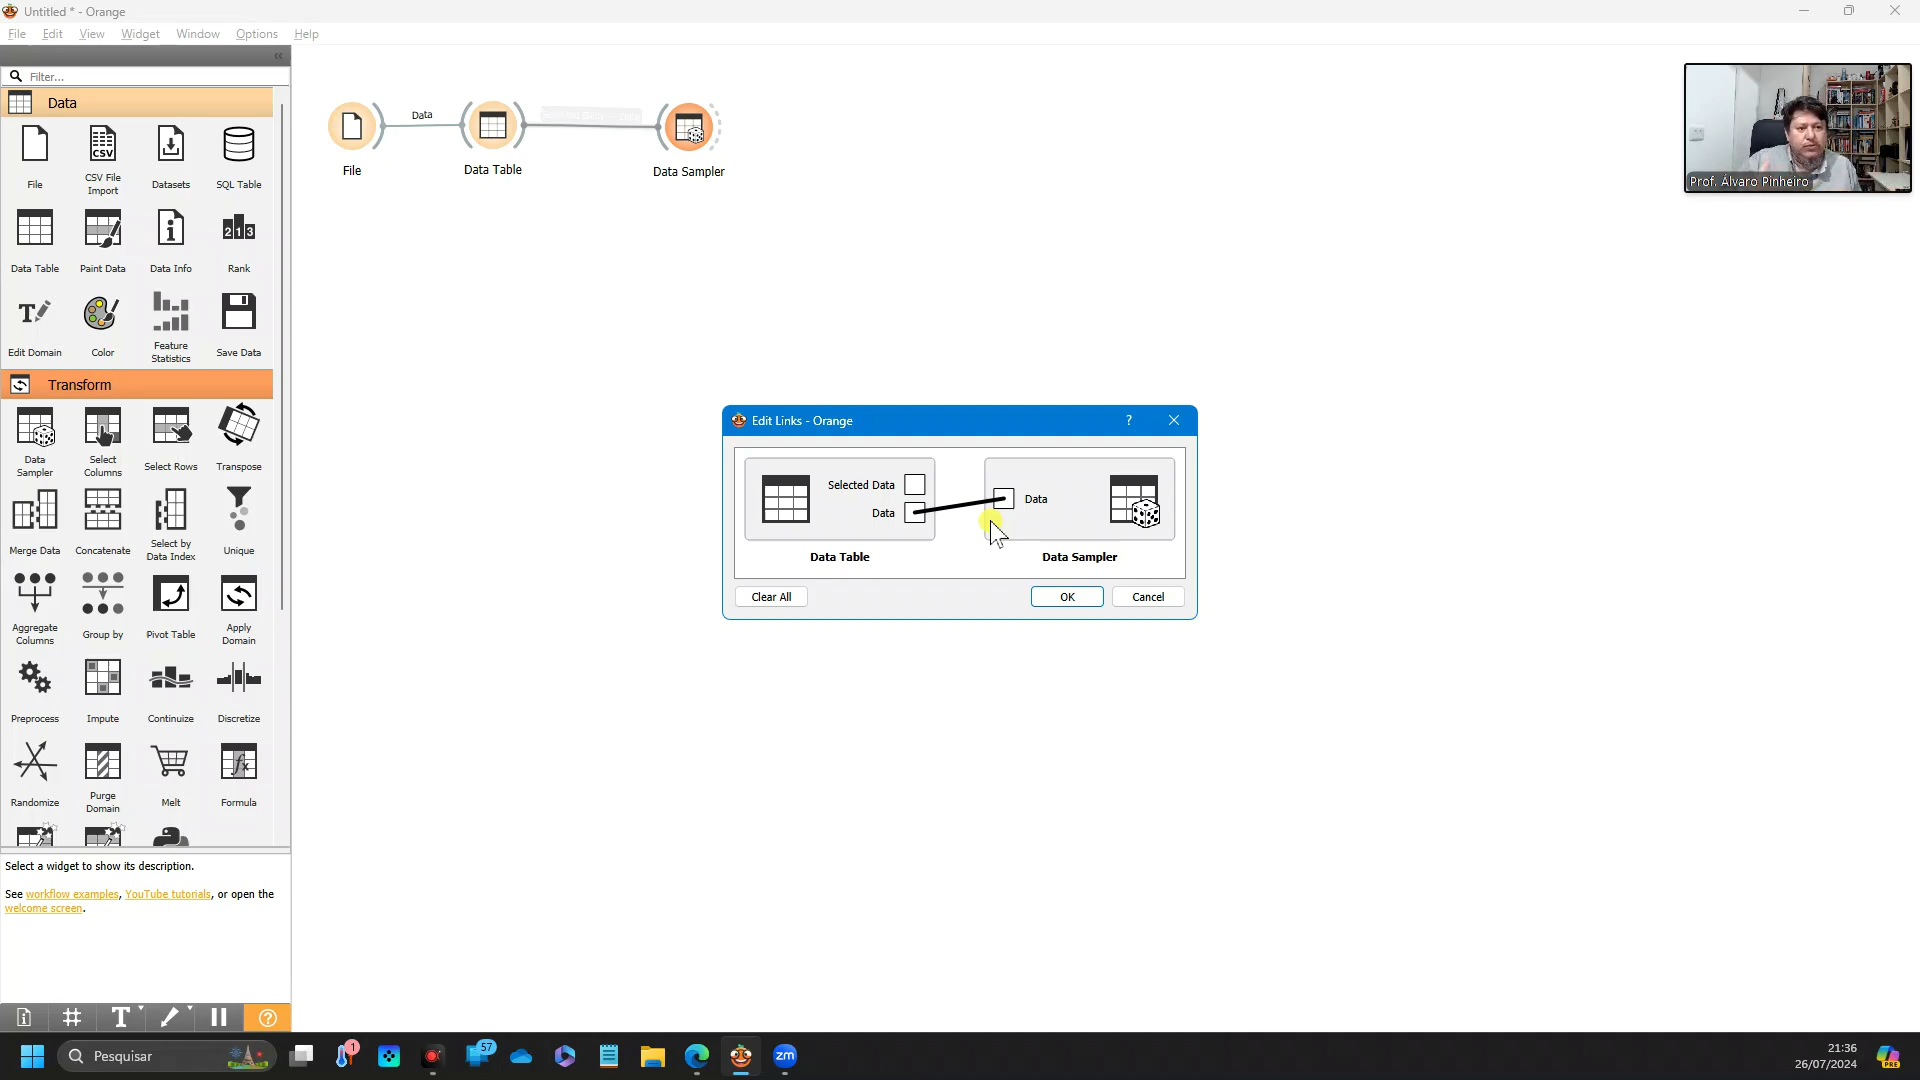 Untitled * - Orange
File Edit View Widget Window Options Help
Filter...
Data
File
CSV File Import
Datasets
SQL Table
Data Table
Paint Data
Data Info
Rank
Edit Domain
Color
Feature Statistics
Save Data
Transform
Data Sampler
Select Columns
Select Rows
Transpose
Merge Data
Concatenate
Select by Data Index
Unique
Aggregate Columns
Group by
Pivot Table
Apply Domain
Preprocess
Impute
Continuize
Discretize
Randomize
Purge Domain
Melt
Formula
Select a widget to show its description.
See workflow examples, YouTube tutorials, or open the
welcome screen.
Data
File
Data Table
Data Sampler
Prof. Álvaro Pinheiro
Edit Links - Orange
Selected Data
Data
Data
Data Table
Data Sampler
Clear All
OK
Cancel
Pesquisar
1
57
zm
21:36
26/07/2024
PRE